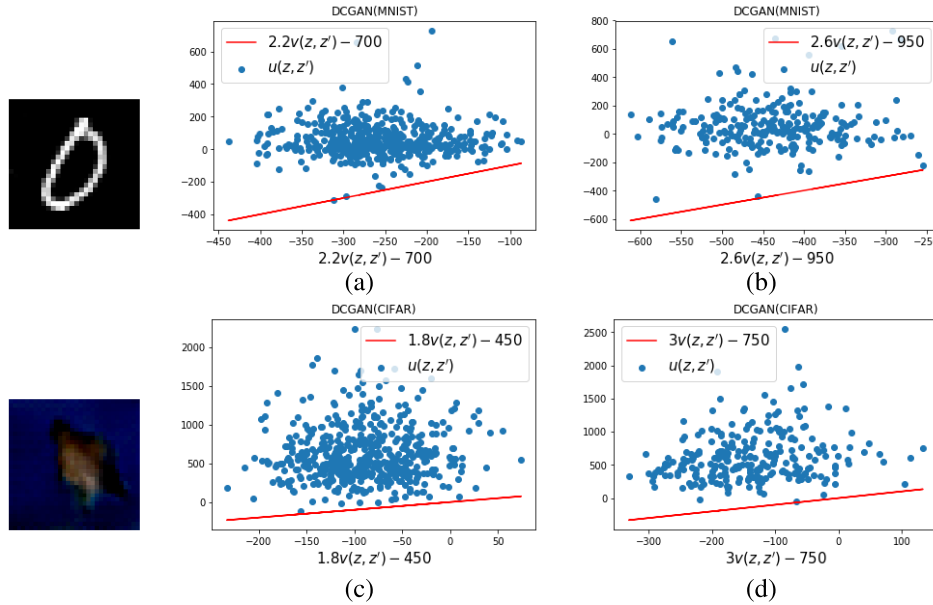 DCGAN(MNIST)
800
600
400
200
0
−200
−400
2.2v(z, z′) − 700
u(z, z′)
−450 −400 −350 −300 −250 −200 −150 −100
2.2v(z, z′) − 700
(a)
DCGAN(MNIST)
800
600
400
200
0
−200
−400
−600
2.6v(z, z′) − 950
u(z, z′)
−600 −550 −500 −450 −400 −350 −300 −25
2.6v(z, z′) − 950
(b)
DCGAN(CIFAR)
2000
1500
1000
500
0
1.8v(z, z′) − 450
u(z, z′)
−200 −150 −100 −50 0 50
1.8v(z, z′) − 450
(c)
DCGAN(CIFAR)
2500
2000
1500
1000
500
0
3v(z, z′) − 750
u(z, z′)
−300 −200 −100 0 100
3v(z, z′) − 750
(d)